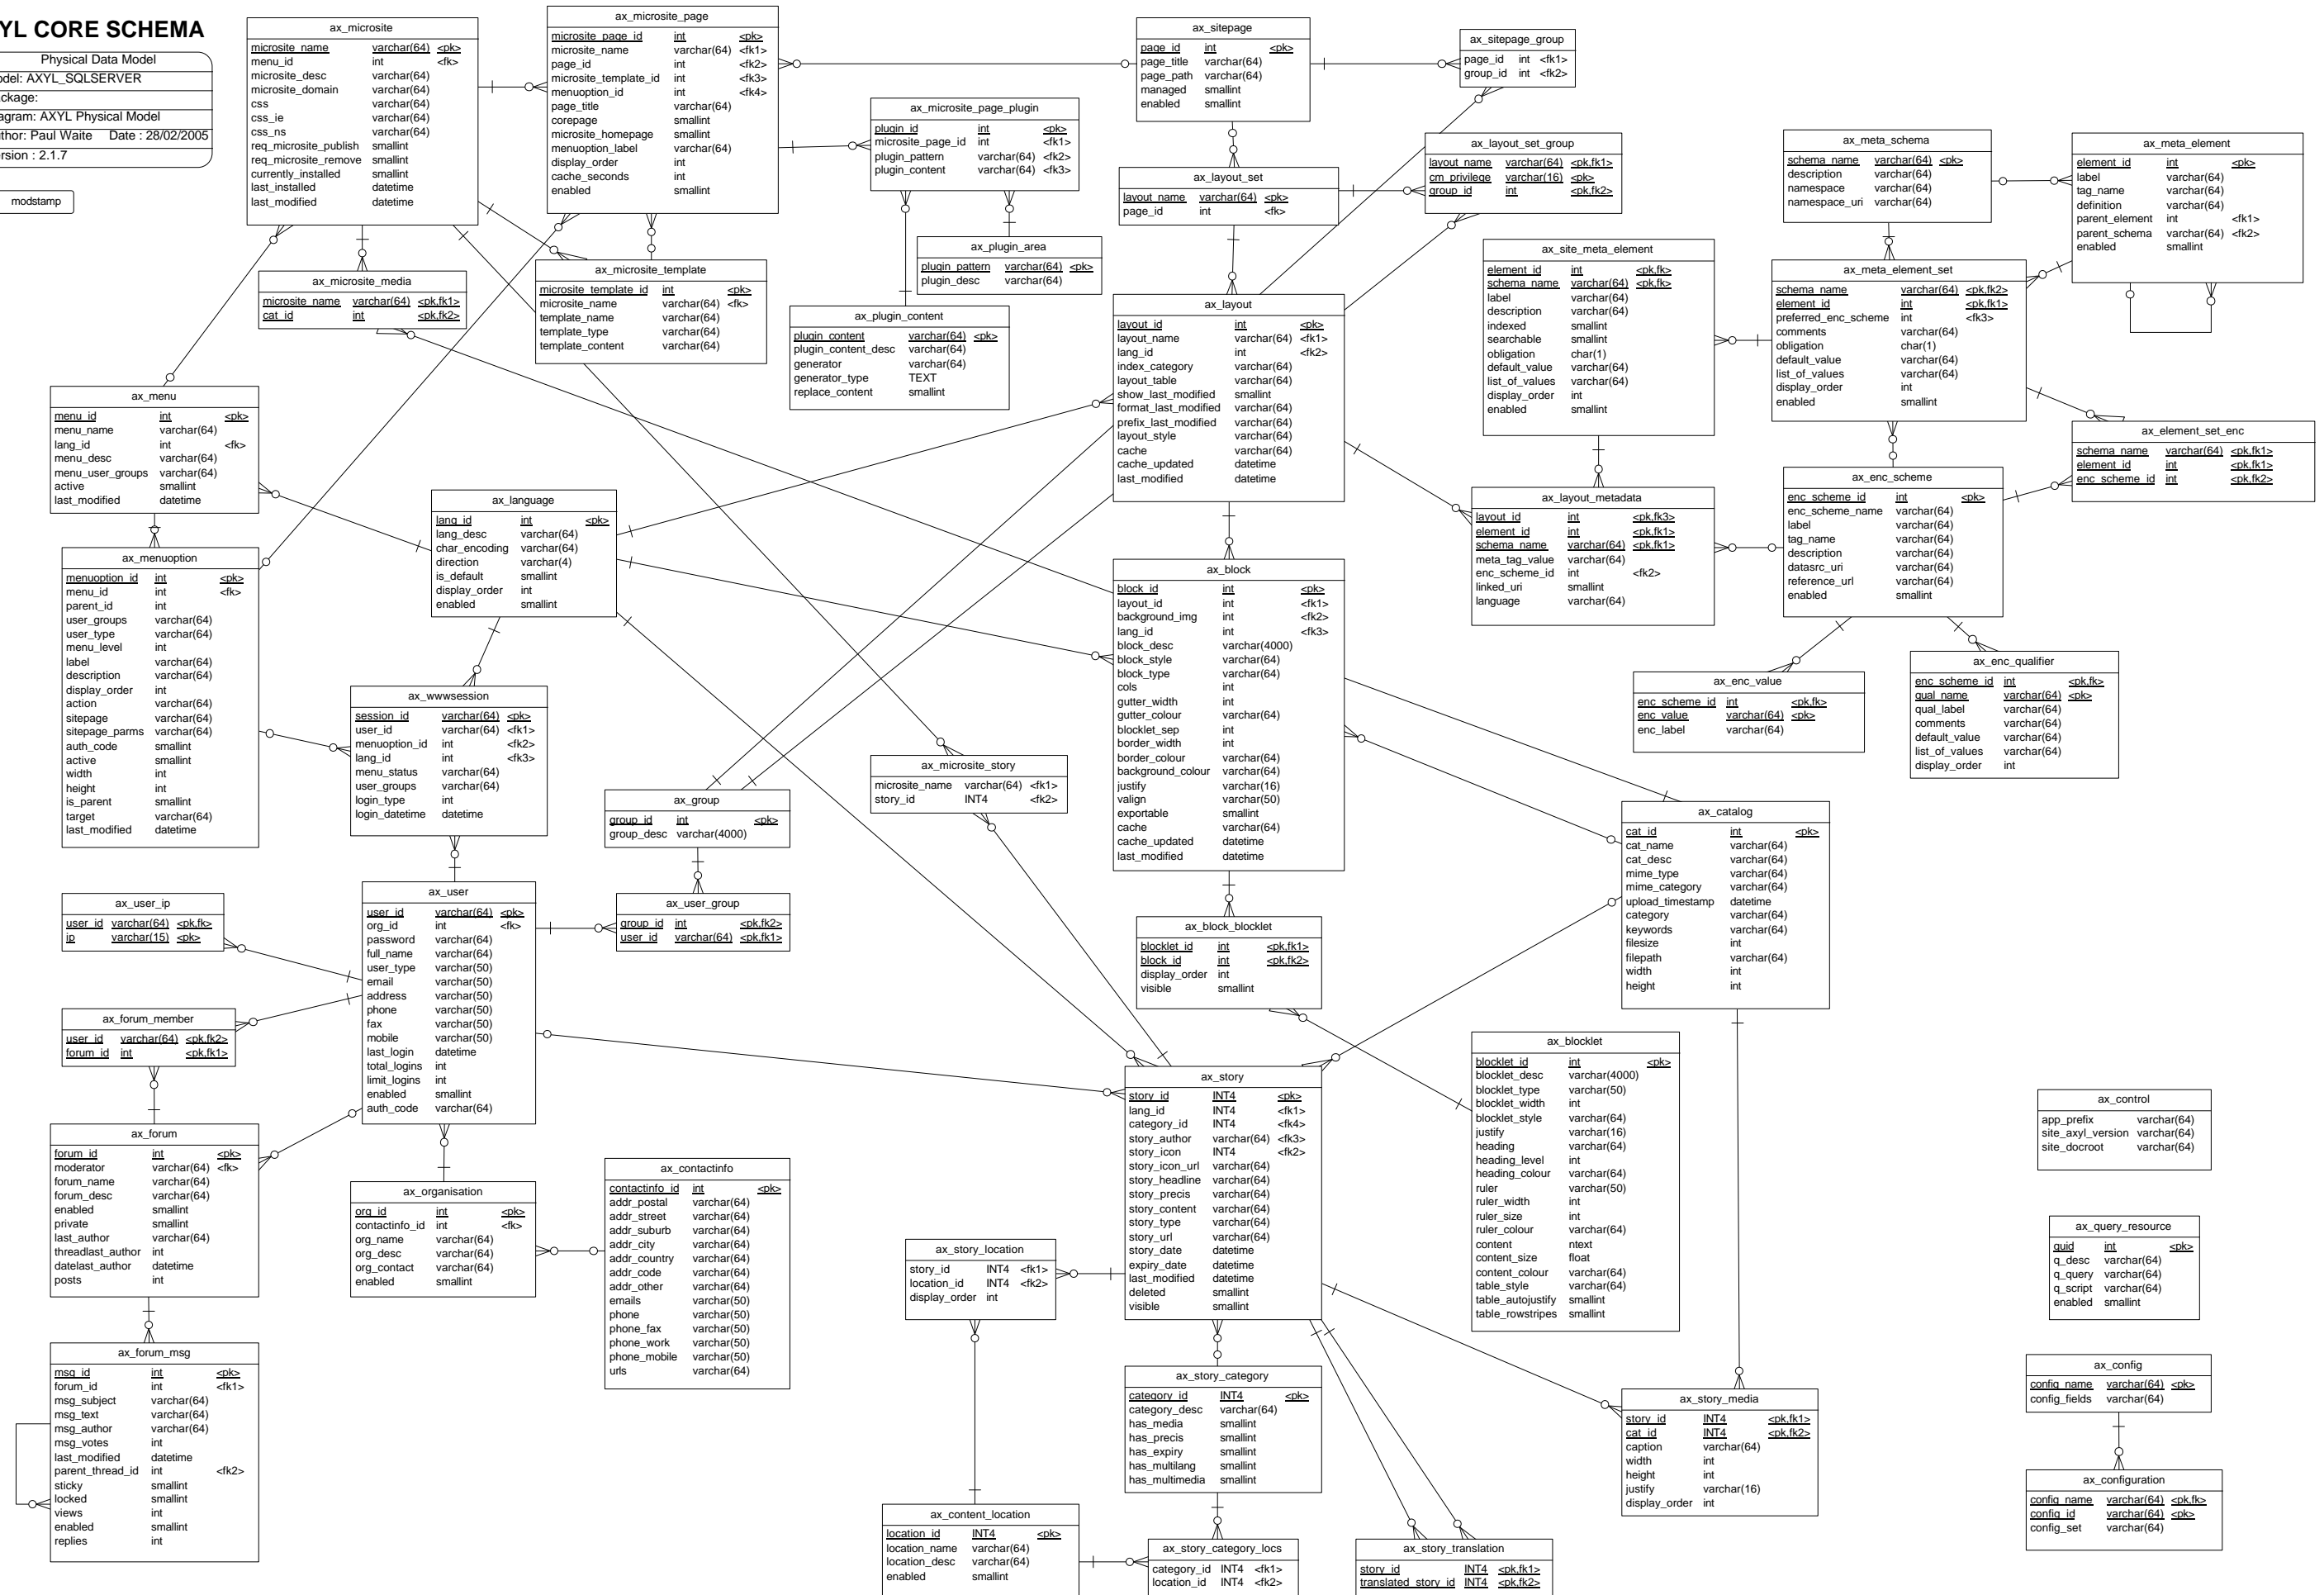 YL CORE SCHEMA
Physical Data Model
odel: AXYL_SQLSERVER
ckage:
agram: AXYL Physical Model
uthor: Paul Waite Date : 28/02/2005
ersion : 2.1.7
modstamp
ax_microsite
microsite_name varchar(64) <pk>
menu_id int <fk>
microsite_desc varchar(64)
microsite_domain varchar(64)
css varchar(64)
css_ie varchar(64)
css_ns varchar(64)
req_microsite_publish smallint
req_microsite_remove smallint
currently_installed smallint
last_installed datetime
last_modified datetime
ax_microsite_page
microsite_page_id int <pk>
microsite_name varchar(64) <fk1>
page_id int <fk2>
microsite_template_id int <fk3>
menuoption_id int <fk4>
page_title varchar(64)
corepage smallint
microsite_homepage smallint
menuoption_label varchar(64)
display_order int
cache_seconds int
enabled smallint
ax_sitepage
page_id int <pk>
page_title varchar(64)
page_path varchar(64)
managed smallint
enabled smallint
ax_sitepage_group
page_id int <fk1>
group_id int <fk2>
ax_microsite_page_plugin
plugin_id int <pk>
microsite_page_id int <fk1>
plugin_pattern varchar(64) <fk2>
plugin_content varchar(64) <fk3>
ax_layout_set_group
layout_name varchar(64) <pk,fk1>
cm_privilege varchar(16) <pk>
group_id int <pk,fk2>
ax_layout_set
layout_name varchar(64) <pk>
page_id int <fk>
ax_meta_schema
schema_name varchar(64) <pk>
description varchar(64)
namespace varchar(64)
namespace_uri varchar(64)
ax_meta_element
element_id int <pk>
label varchar(64)
tag_name varchar(64)
definition varchar(64)
parent_element int <fk1>
parent_schema varchar(64) <fk2>
enabled smallint
ax_plugin_area
plugin_pattern varchar(64) <pk>
plugin_desc varchar(64)
ax_site_meta_element
element_id int <pk,fk>
schema_name varchar(64) <pk,fk>
label varchar(64)
description varchar(64)
indexed smallint
searchable smallint
obligation char(1)
default_value varchar(64)
list_of_values varchar(64)
display_order int
enabled smallint
ax_meta_element_set
schema_name varchar(64) <pk,fk2>
element_id int <pk,fk1>
preferred_enc_scheme int <fk3>
comments varchar(64)
obligation char(1)
default_value varchar(64)
list_of_values varchar(64)
display_order int
enabled smallint
ax_microsite_media
microsite_name varchar(64) <pk,fk1>
cat_id int <pk,fk2>
ax_microsite_template
microsite_template_id int <pk>
microsite_name varchar(64) <fk>
template_name varchar(64)
template_type varchar(64)
template_content varchar(64)
ax_plugin_content
plugin_content varchar(64) <pk>
plugin_content_desc varchar(64)
generator varchar(64)
generator_type TEXT
replace_content smallint
ax_layout
layout_id int <pk>
layout_name varchar(64) <fk1>
lang_id int <fk2>
index_category varchar(64)
layout_table varchar(64)
show_last_modified smallint
format_last_modified varchar(64)
prefix_last_modified varchar(64)
layout_style varchar(64)
cache varchar(64)
cache_updated datetime
last_modified datetime
ax_menu
menu_id int <pk>
menu_name varchar(64)
lang_id int <fk>
menu_desc varchar(64)
menu_user_groups varchar(64)
active smallint
last_modified datetime
ax_element_set_enc
schema_name varchar(64) <pk,fk1>
element_id int <pk,fk1>
enc_scheme_id int <pk,fk2>
ax_language
lang_id int <pk>
lang_desc varchar(64)
char_encoding varchar(64)
direction varchar(4)
is_default smallint
display_order int
enabled smallint
ax_layout_metadata
layout_id int <pk,fk3>
element_id int <pk,fk1>
schema_name varchar(64) <pk,fk1>
meta_tag_value varchar(64)
enc_scheme_id int <fk2>
linked_uri smallint
language varchar(64)
ax_enc_scheme
enc_scheme_id int <pk>
enc_scheme_name varchar(64)
label varchar(64)
tag_name varchar(64)
description varchar(64)
datasrc_uri varchar(64)
reference_url varchar(64)
enabled smallint
ax_menuoption
menuoption_id int <pk>
menu_id int <fk>
parent_id int
user_groups varchar(64)
user_type varchar(64)
menu_level int
label varchar(64)
description varchar(64)
display_order int
action varchar(64)
sitepage varchar(64)
sitepage_parms varchar(64)
auth_code smallint
active smallint
width int
height int
is_parent smallint
target varchar(64)
last_modified datetime
ax_block
block_id int <pk>
layout_id int <fk1>
background_img int <fk2>
lang_id int <fk3>
block_desc varchar(4000)
block_style varchar(64)
block_type varchar(64)
cols int
gutter_width int
gutter_colour varchar(64)
blocklet_sep int
border_width int
border_colour varchar(64)
background_colour varchar(64)
justify varchar(16)
valign varchar(50)
exportable smallint
cache varchar(64)
cache_updated datetime
last_modified datetime
ax_enc_value
enc_scheme_id int <pk,fk>
enc_value varchar(64) <pk>
enc_label varchar(64)
ax_enc_qualifier
enc_scheme_id int <pk,fk>
qual_name varchar(64) <pk>
qual_label varchar(64)
comments varchar(64)
default_value varchar(64)
list_of_values varchar(64)
display_order int
ax_wwwsession
session_id varchar(64) <pk>
user_id varchar(64) <fk1>
menuoption_id int <fk2>
lang_id int <fk3>
menu_status varchar(64)
user_groups varchar(64)
login_type int
login_datetime datetime
ax_microsite_story
microsite_name varchar(64) <fk1>
story_id INT4 <fk2>
ax_group
group_id int <pk>
group_desc varchar(4000)
ax_catalog
cat_id int <pk>
cat_name varchar(64)
cat_desc varchar(64)
mime_type varchar(64)
mime_category varchar(64)
upload_timestamp datetime
category varchar(64)
keywords varchar(64)
filesize int
filepath varchar(64)
width int
height int
ax_user_ip
user_id varchar(64) <pk,fk>
ip varchar(15) <pk>
ax_user
user_id varchar(64) <pk>
org_id int <fk>
password varchar(64)
full_name varchar(64)
user_type varchar(50)
email varchar(50)
address varchar(50)
phone varchar(50)
fax varchar(50)
mobile varchar(50)
last_login datetime
total_logins int
limit_logins int
enabled smallint
auth_code varchar(64)
ax_user_group
group_id int <pk,fk2>
user_id varchar(64) <pk,fk1>
ax_block_blocklet
blocklet_id int <pk,fk1>
block_id int <pk,fk2>
display_order int
visible smallint
ax_forum_member
user_id varchar(64) <pk,fk2>
forum_id int <pk,fk1>
ax_blocklet
blocklet_id int <pk>
blocklet_desc varchar(4000)
blocklet_type varchar(50)
blocklet_width int
blocklet_style varchar(64)
justify varchar(16)
heading varchar(64)
heading_level int
heading_colour varchar(64)
ruler varchar(50)
ruler_width int
ruler_size int
ruler_colour varchar(64)
content ntext
content_size float
content_colour varchar(64)
table_style varchar(64)
table_autojustify smallint
table_rowstripes smallint
ax_story
story_id INT4 <pk>
lang_id INT4 <fk1>
category_id INT4 <fk4>
story_author varchar(64) <fk3>
story_icon INT4 <fk2>
story_icon_url varchar(64)
story_headline varchar(64)
story_precis varchar(64)
story_content varchar(64)
story_type varchar(64)
story_url varchar(64)
story_date datetime
expiry_date datetime
last_modified datetime
deleted smallint
visible smallint
ax_control
app_prefix varchar(64)
site_axyl_version varchar(64)
site_docroot varchar(64)
ax_forum
forum_id int <pk>
moderator varchar(64) <fk>
forum_name varchar(64)
forum_desc varchar(64)
enabled smallint
private smallint
last_author varchar(64)
threadlast_author int
datelast_author datetime
posts int
ax_organisation
org_id int <pk>
contactinfo_id int <fk>
org_name varchar(64)
org_desc varchar(64)
org_contact varchar(64)
enabled smallint
ax_contactinfo
contactinfo_id int <pk>
addr_postal varchar(64)
addr_street varchar(64)
addr_suburb varchar(64)
addr_city varchar(64)
addr_country varchar(64)
addr_code varchar(64)
addr_other varchar(64)
emails varchar(50)
phone varchar(50)
phone_fax varchar(50)
phone_work varchar(50)
phone_mobile varchar(50)
urls varchar(64)
ax_story_location
story_id INT4 <fk1>
location_id INT4 <fk2>
display_order int
ax_query_resource
quid int <pk>
q_desc varchar(64)
q_query varchar(64)
q_script varchar(64)
enabled smallint
ax_forum_msg
msg_id int <pk>
forum_id int <fk1>
msg_subject varchar(64)
msg_text varchar(64)
msg_author varchar(64)
msg_votes int
last_modified datetime
parent_thread_id int <fk2>
sticky smallint
locked smallint
views int
enabled smallint
replies int
ax_story_category
category_id INT4 <pk>
category_desc varchar(64)
has_media smallint
has_precis smallint
has_expiry smallint
has_multilang smallint
has_multimedia smallint
ax_story_media
story_id INT4 <pk,fk1>
cat_id INT4 <pk,fk2>
caption varchar(64)
width int
height int
justify varchar(16)
display_order int
ax_config
config_name varchar(64) <pk>
config_fields varchar(64)
ax_configuration
config_name varchar(64) <pk,fk>
config_id varchar(64) <pk>
config_set varchar(64)
ax_content_location
location_id INT4 <pk>
location_name varchar(64)
location_desc varchar(64)
enabled smallint
ax_story_category_locs
category_id INT4 <fk1>
location_id INT4 <fk2>
ax_story_translation
story_id INT4 <pk,fk1>
translated_story_id INT4 <pk,fk2>